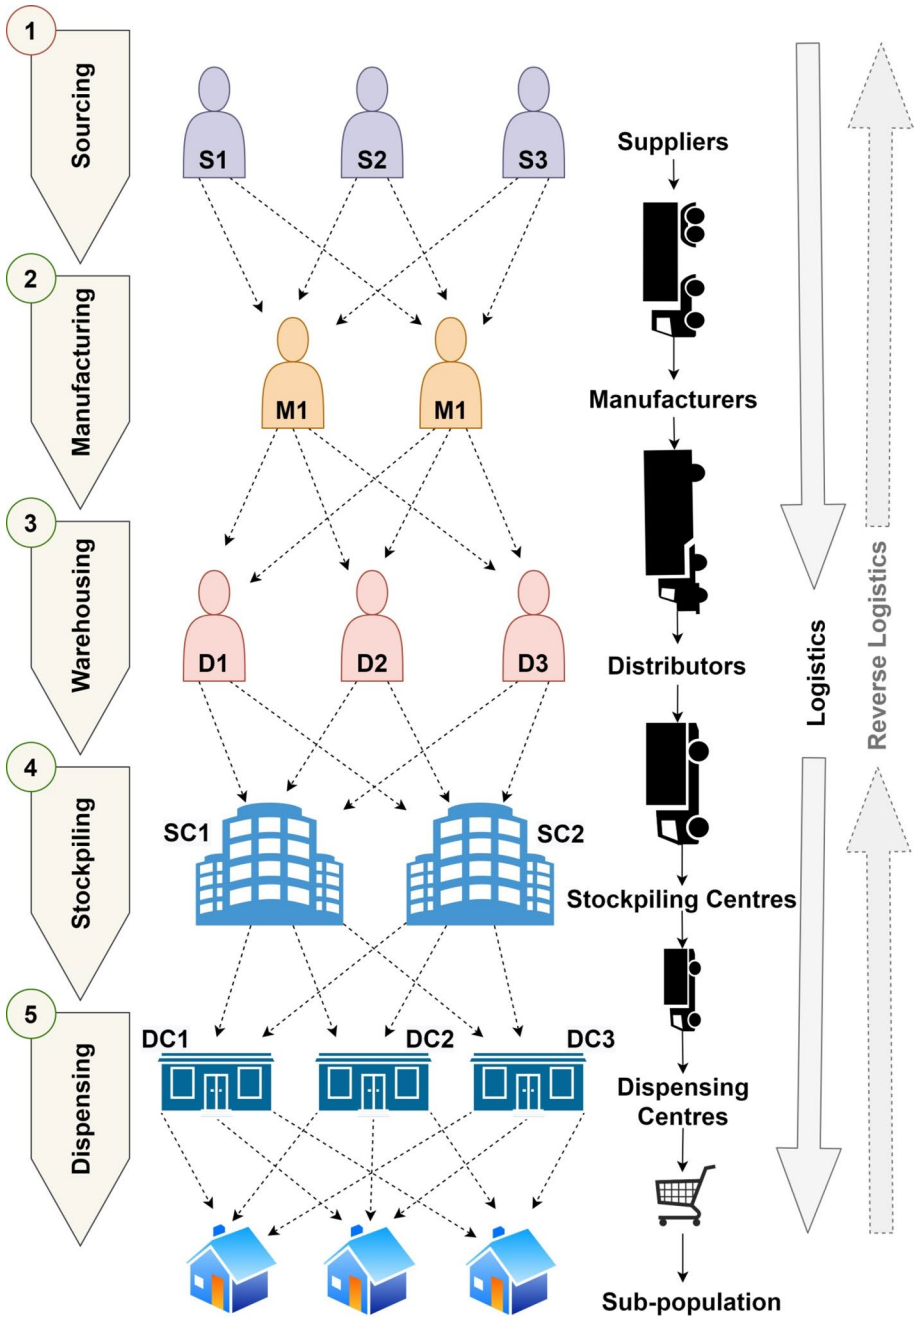 1
Sourcing
S1
S2
S3
Suppliers
2
Manufacturing
M1
M1
Manufacturers
3
Warehousing
D1
D2
D3
Distributors
Logistics
Reverse Logistics
4
Stockpiling
SC1
SC2
Stockpiling Centres
5
Dispensing
DC1
DC2
DC3
Dispensing
Centres
Sub-population